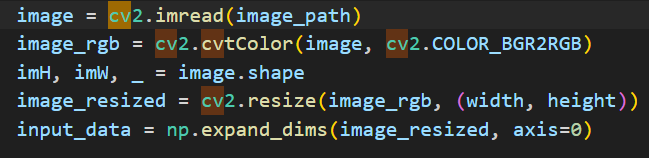 image = cv2.imread(image_path)
image_rgb = cv2.cvtColor(image, cv2.COLOR_BGR2RGB)
imH, imW, _ = image.shape
image_resized = cv2.resize(image_rgb, (width, height))
input_data = np.expand_dims(image_resized, axis=0)